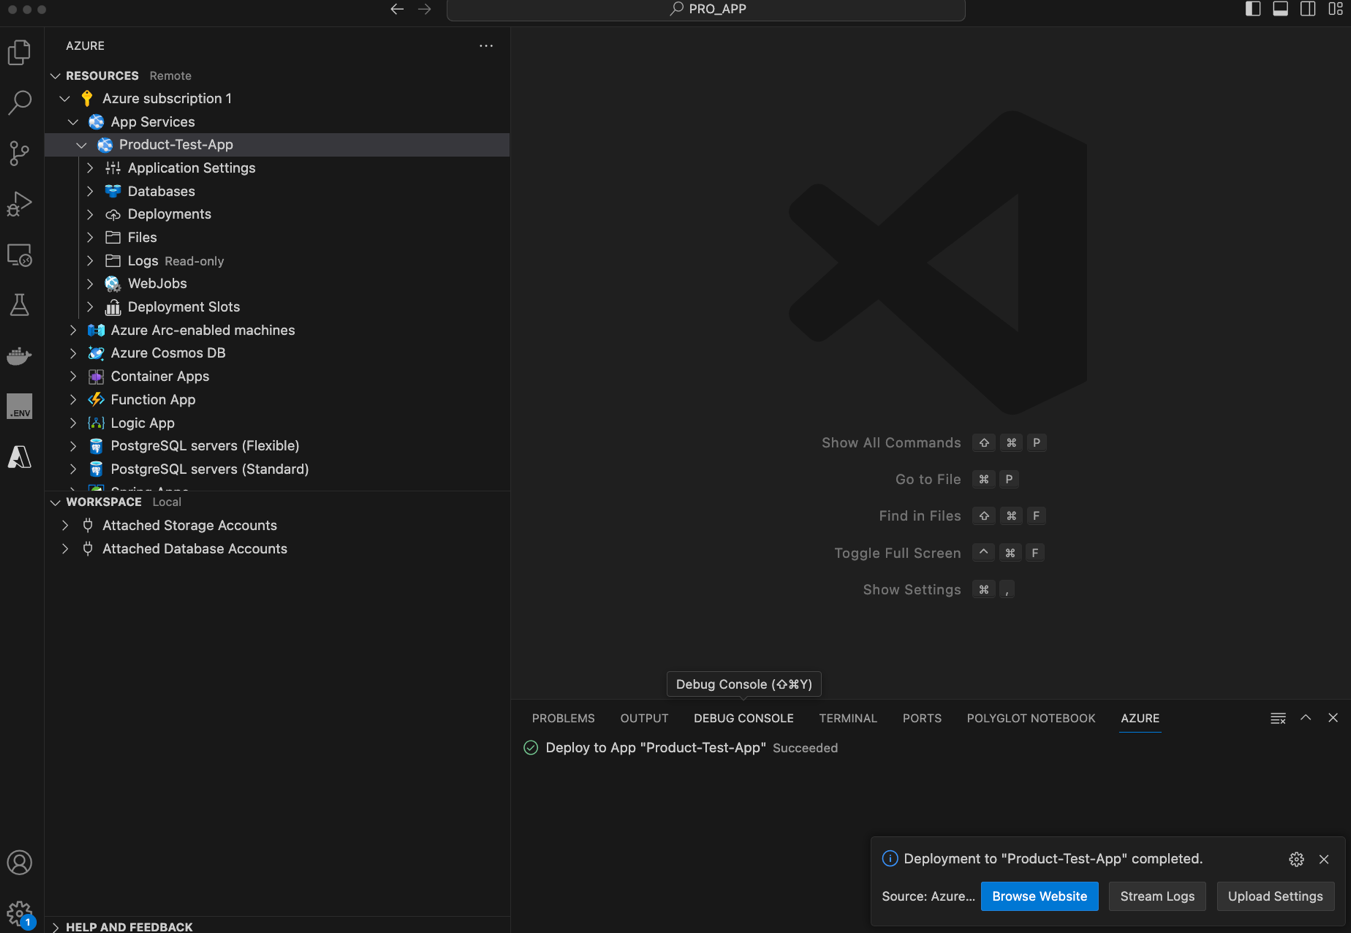 PRO_APP
AZURE
RESOURCES Remote
Azure subscription 1
App Services
Product-Test-App
Application Settings
Databases
Deployments
Files
Logs Read-only
WebJobs
Deployment Slots
Azure Arc-enabled machines
Azure Cosmos DB
Container Apps
Function App
Logic App
PostgreSQL servers (Flexible)
PostgreSQL servers (Standard)
Spring Apps
WORKSPACE Local
Attached Storage Accounts
Attached Database Accounts
HELP AND FEEDBACK
.ENV
1
Show All Commands ⇧ ⌘ P
Go to File ⌘ P
Find in Files ⇧ ⌘ F
Toggle Full Screen ^ ⌘ F
Show Settings ⌘ ,
Debug Console (⇧⌘Y)
PROBLEMS OUTPUT DEBUG CONSOLE TERMINAL PORTS POLYGLOT NOTEBOOK AZURE
Deploy to App "Product-Test-App" Succeeded
Deployment to "Product-Test-App" completed.
Source: Azure... Browse Website Stream Logs Upload Settings